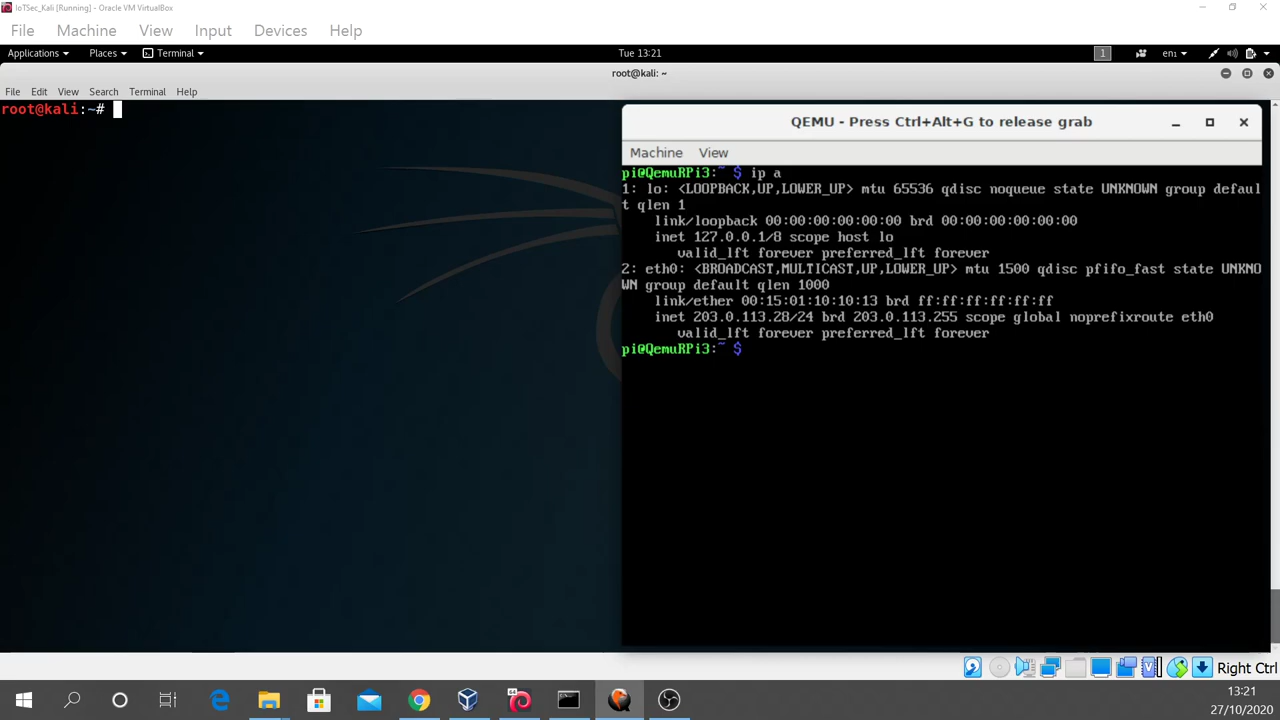 IoTSec_Kali [Running] - Oracle VM VirtualBox
File Machine View Input Devices Help
Applications Places Terminal Tue 13:21 1 en1
root@kali: ~
File Edit View Search Terminal Help
root@kali:~#
QEMU - Press Ctrl+Alt+G to release grab
Machine View
pi@QemuRPi3:~ $ ip a
1: lo: <LOOPBACK,UP,LOWER_UP> mtu 65536 qdisc noqueue state UNKNOWN group defaul
t qlen 1
link/loopback 00:00:00:00:00:00 brd 00:00:00:00:00:00
inet 127.0.0.1/8 scope host lo
valid_lft forever preferred_lft forever
2: eth0: <BROADCAST,MULTICAST,UP,LOWER_UP> mtu 1500 qdisc pfifo_fast state UNKNO
WN group default qlen 1000
link/ether 00:15:01:10:10:13 brd ff:ff:ff:ff:ff:ff
inet 203.0.113.28/24 brd 203.0.113.255 scope global noprefixroute eth0
valid_lft forever preferred_lft forever
pi@QemuRPi3:~ $
Right Ctrl
64
13:21
27/10/2020